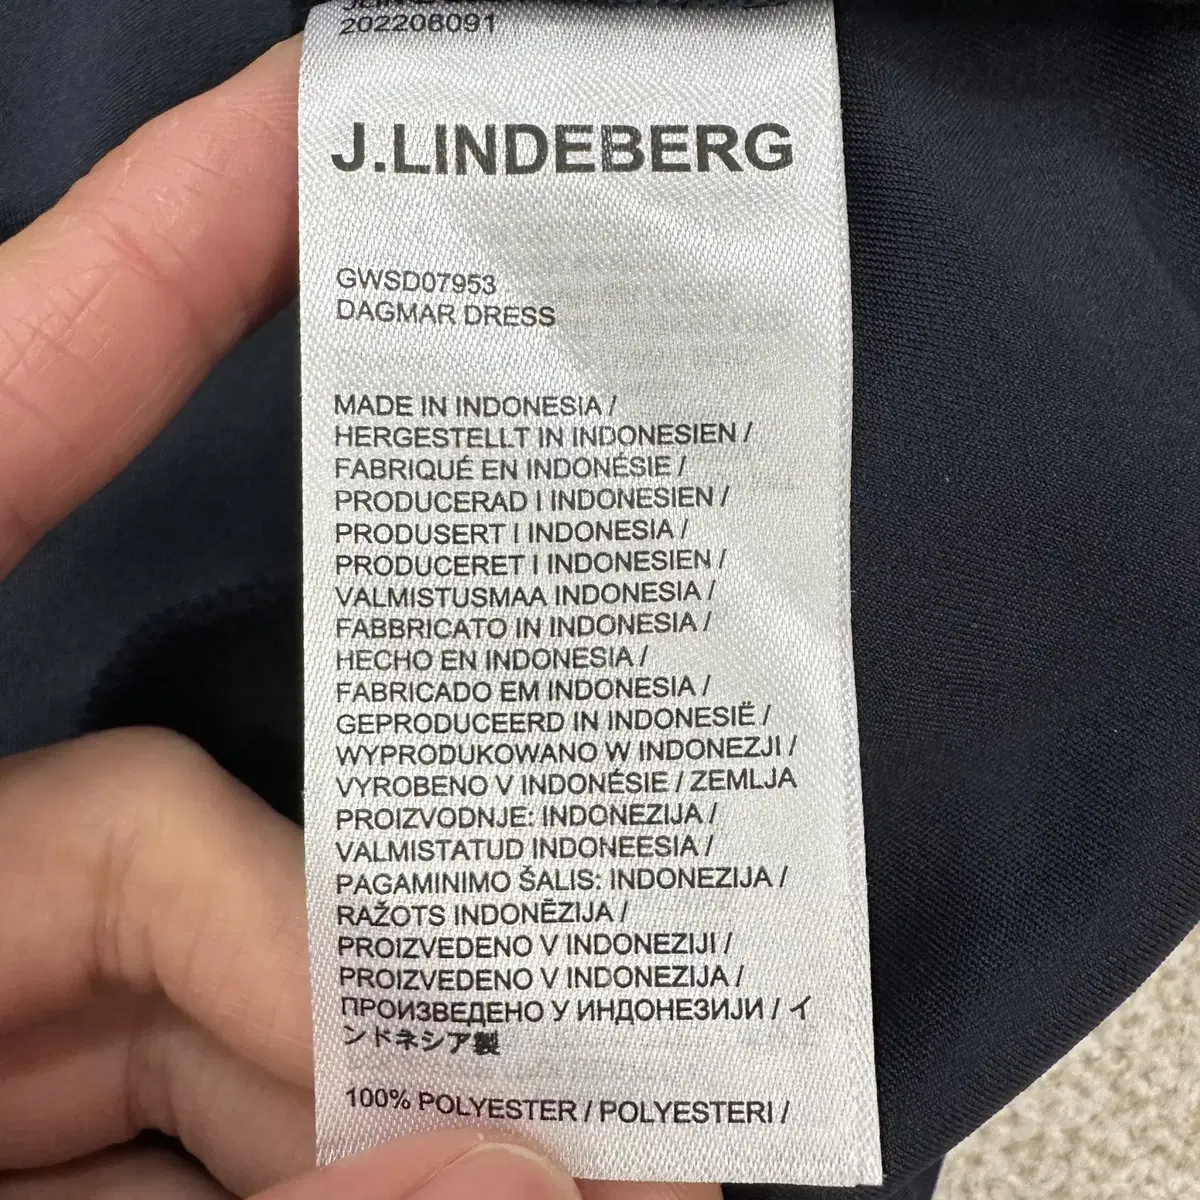 202206091
J.LINDEBERG
GWSD07953
DAGMAR DRESS
MADE IN INDONESIA /
HERGESTELLT IN INDONESIEN /
FABRIQUÉ EN INDONÉSIE /
PRODUCERAD I INDONESIEN /
PRODUSERT I INDONESIA /
PRODUCERET I INDONESIEN /
VALMISTUSMAA INDONESIA /
FABBRICATO IN INDONESIA /
HECHO EN INDONESIA /
FABRICADO EM INDONESIA /
GEPRODUCEERD IN INDONESIË /
WYPRODUKOWANO W INDONEZJI /
VYROBENO V INDONÉSIE / ZEMLJA
PROIZVODNJE: INDONEZIJA /
VALMISTATUD INDONEESIA /
PAGAMINIMO ŠALIS: INDONEZIJA /
RAŽOTS INDONĒZIJA /
PROIZVEDENO V INDONEZIJI /
PROIZVEDENO V INDONEZIJA /
ПРОИЗВЕДЕНО У ИНДОНЕЗИЈИ / イ
ンドネシア製
100% POLYESTER / POLYESTERI /